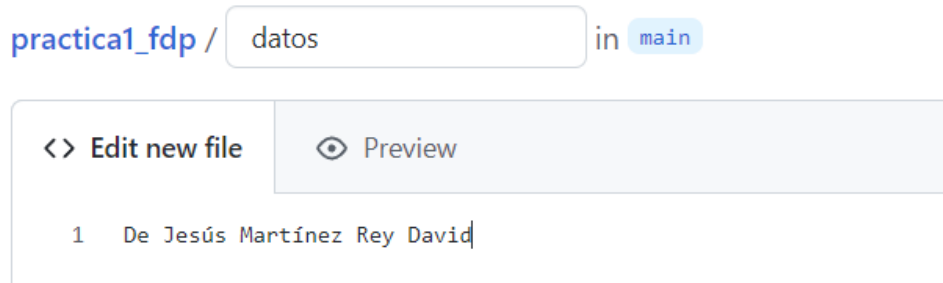 practica1_fdp / datos in main
<> Edit new file Preview
1 De Jesús Martínez Rey David